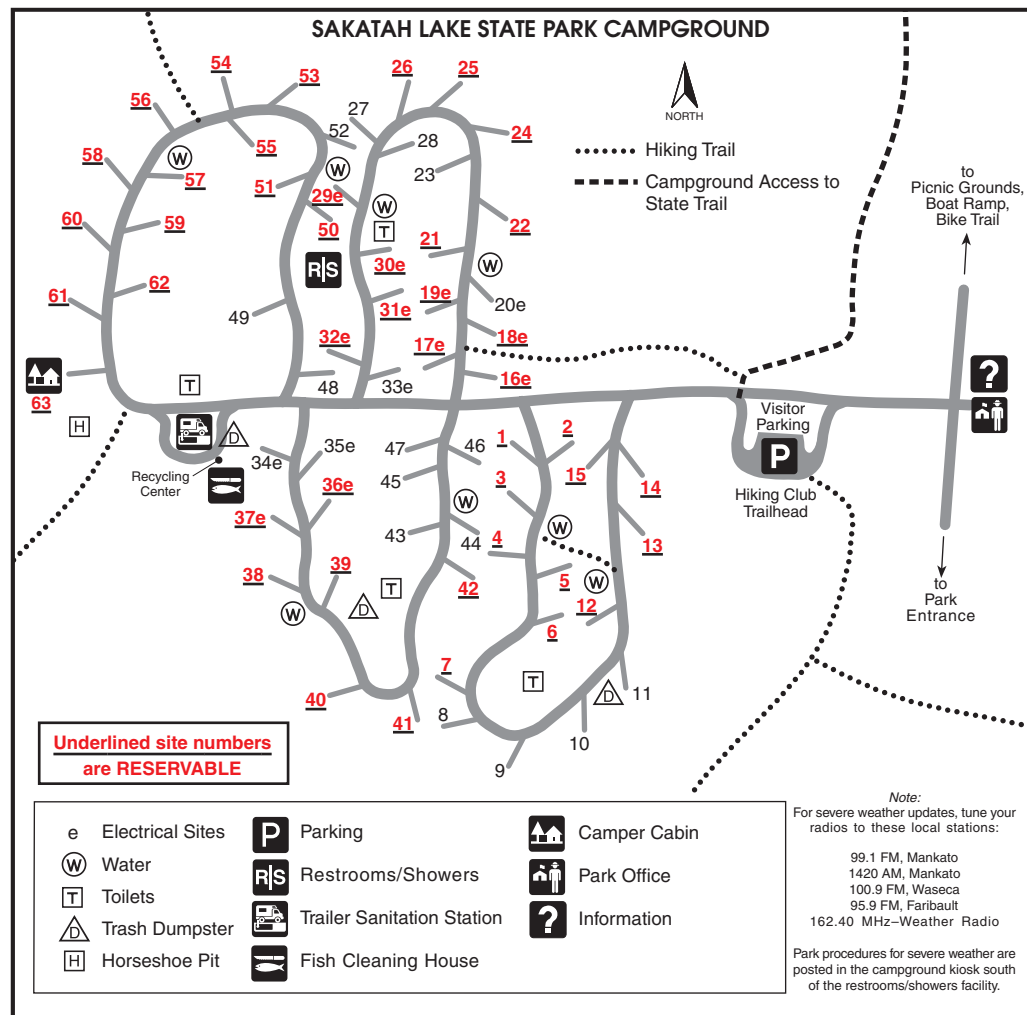 SAKATAH LAKE STATE PARK CAMPGROUND
NORTH
Hiking Trail
Campground Access to
State Trail
to
Picnic Grounds,
Boat Ramp,
Bike Trail
54
53
26
25
56
27
52
28
24
55
W
W
58
57
51
29e
23
W
T
60
59
50
22
21
R|S
30e
W
61
62
19e
20e
31e
49
18e
32e
17e
?
16e
63
T
48
33e
H
D
Recycling
Center
34e
35e
47
46
1
2
Visitor
Parking
P
Hiking Club
Trailhead
36e
45
3
15
14
37e
W
W
43
44
4
13
38
39
42
5
W
12
W
D
T
6
to
Park
Entrance
7
T
40
41
8
D
11
10
9
Underlined site numbers
are RESERVABLE
e Electrical Sites
W Water
T Toilets
D Trash Dumpster
H Horseshoe Pit
P Parking
R|S Restrooms/Showers
Trailer Sanitation Station
Fish Cleaning House
Camper Cabin
Park Office
? Information
Note:
For severe weather updates, tune your
radios to these local stations:
99.1 FM, Mankato
1420 AM, Mankato
100.9 FM, Waseca
95.9 FM, Faribault
162.40 MHz–Weather Radio
Park procedures for severe weather are
posted in the campground kiosk south
of the restrooms/showers facility.